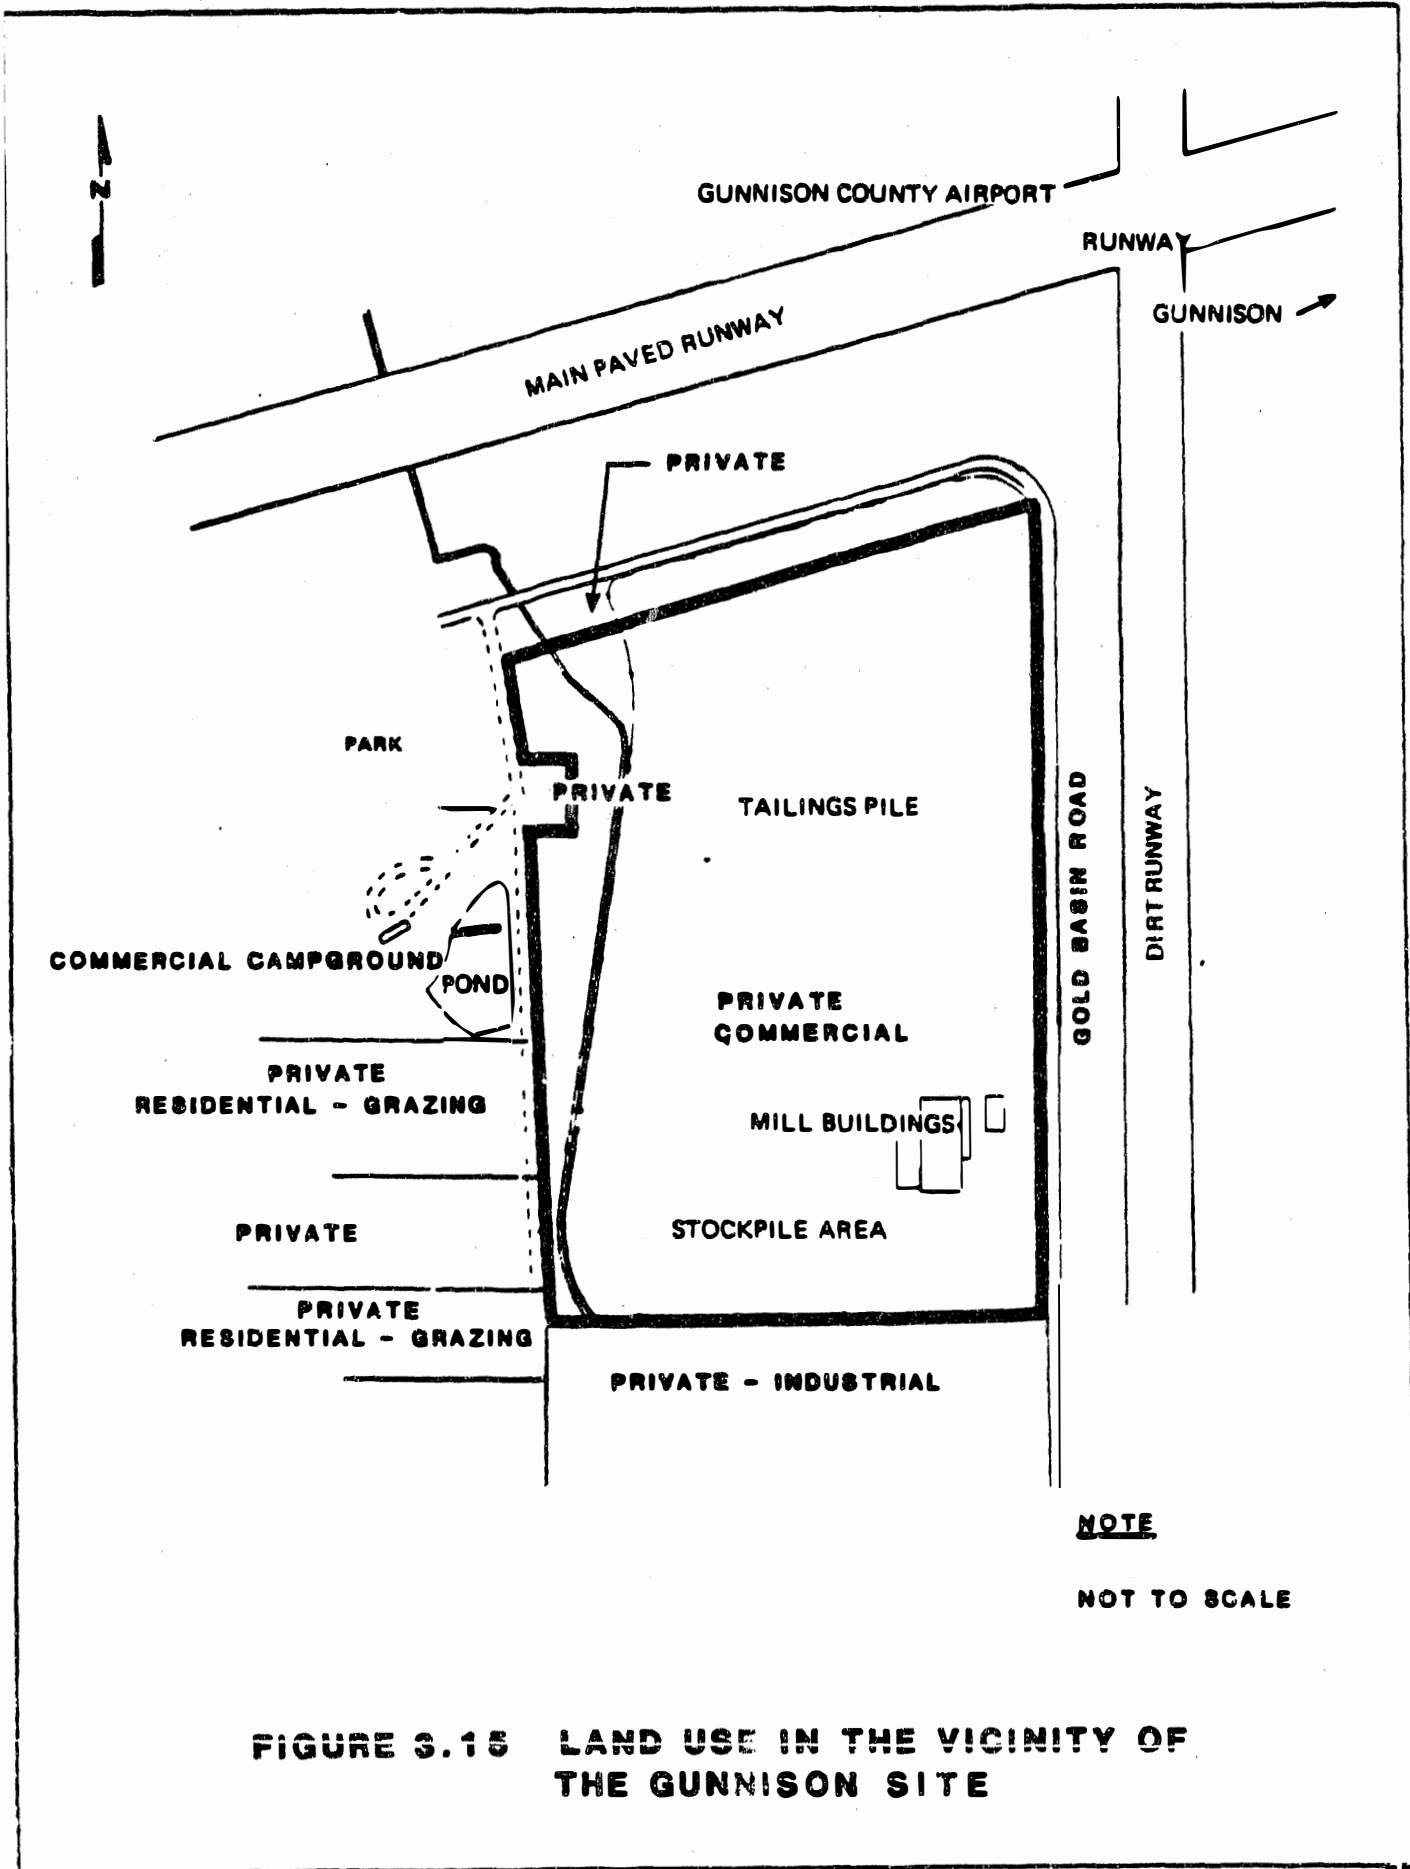 N
GUNNISON COUNTY AIRPORT
RUNWAY
GUNNISON
MAIN PAVED RUNWAY
PRIVATE
PARK
PRIVATE
TAILINGS PILE
GOLD BASIN ROAD
DIRT RUNWAY
COMMERCIAL CAMPGROUND
POND
PRIVATE
COMMERCIAL
PRIVATE
RESIDENTIAL - GRAZING
MILL BUILDINGS
PRIVATE
STOCKPILE AREA
PRIVATE
RESIDENTIAL - GRAZING
PRIVATE - INDUSTRIAL
NOTE
NOT TO SCALE
FIGURE 3.15 LAND USE IN THE VICINITY OF
THE GUNNISON SITE